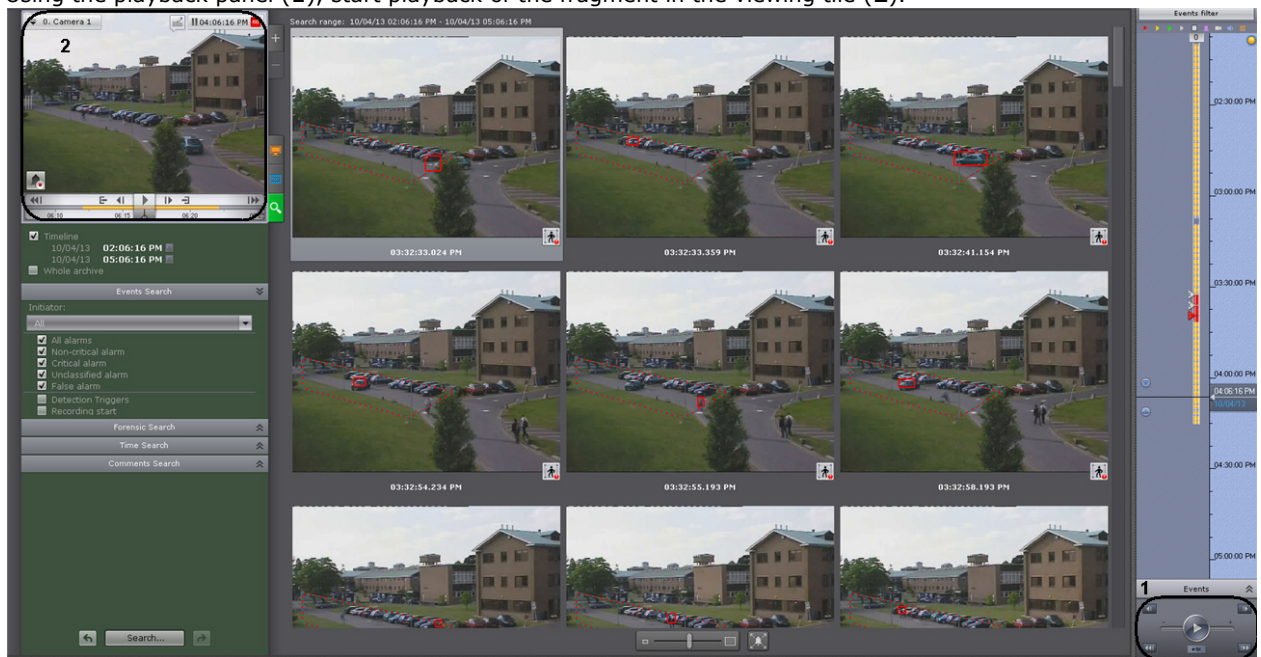 Using the playback panel (1), start playback of the fragment in the viewing tile (2).
0. Camera 1
04:06:16 PM
2
06:10
06:15
06:20
Timeline
10/04/13 02:06:16 PM
10/04/13 05:06:16 PM
Whole archive
Events Search
Initiator:
All
All alarms
Non-critical alarm
Critical alarm
Unclassified alarm
False alarm
Detection Triggers
Recording start
Forensic Search
Time Search
Comments Search
Search...
Search range: 10/04/13 02:06:16 PM - 10/04/13 05:06:16 PM
03:32:33.024 PM
03:32:33.359 PM
03:32:41.154 PM
03:32:54.234 PM
03:32:55.193 PM
03:32:58.193 PM
Events filter
0
02:30:00 PM
03:00:00 PM
03:30:00 PM
04:00:00 PM
04:06:16 PM
10/04/13
04:30:00 PM
05:00:00 PM
1
Events